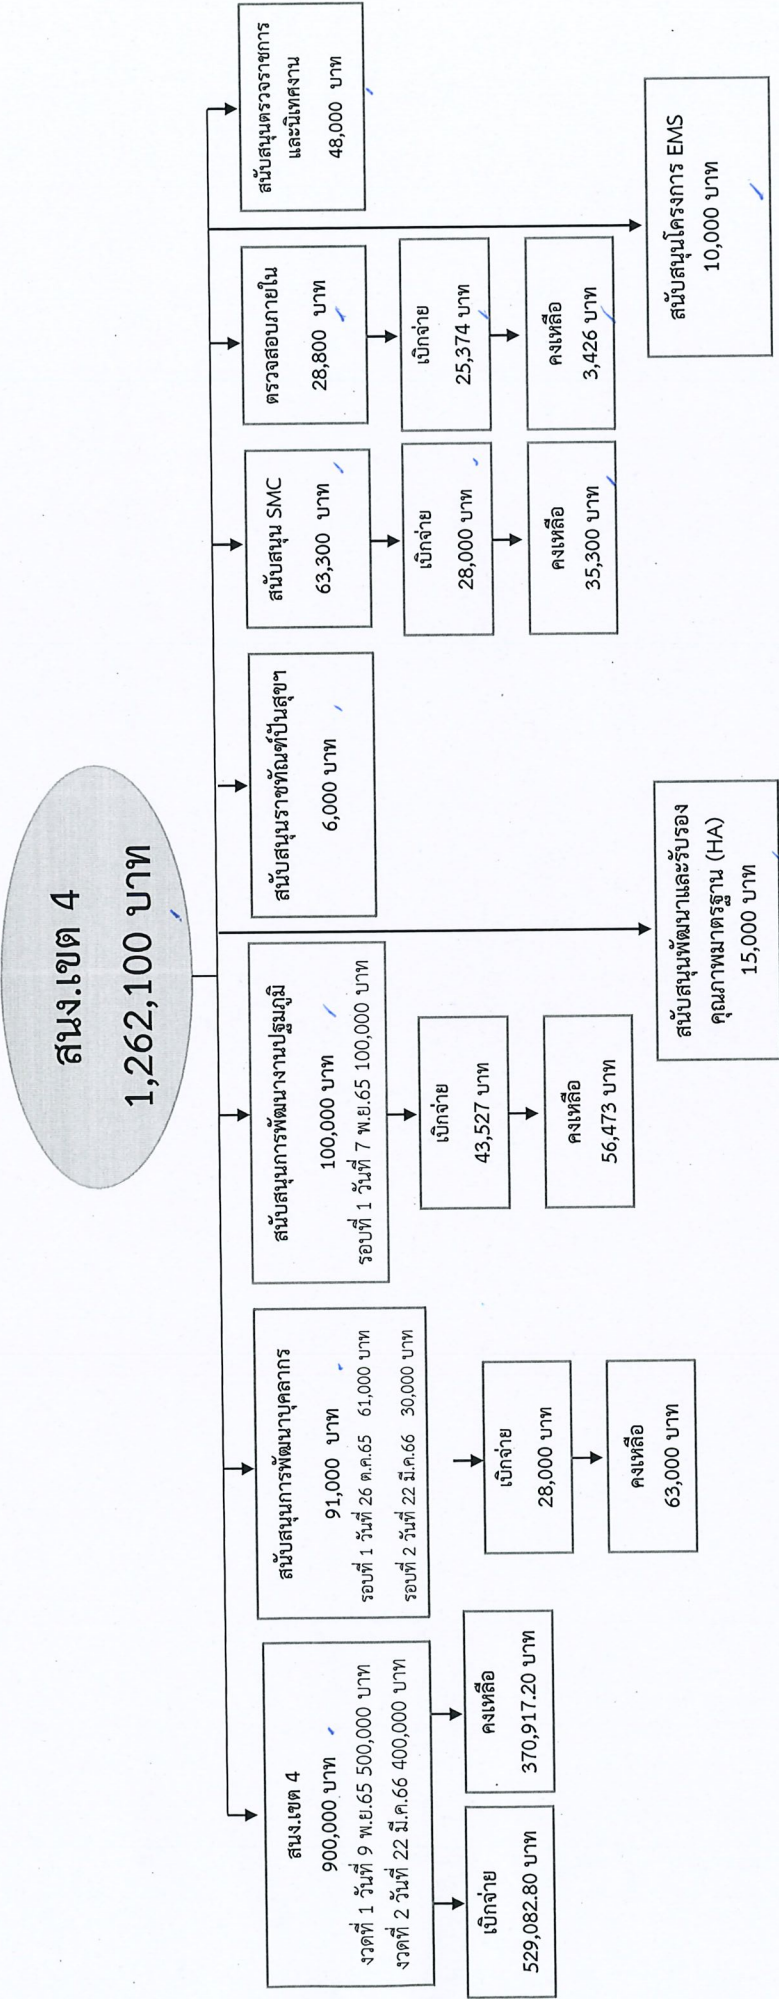 สนง.เขต 4
1,262,100 บาท
สนง.เขต 4
900,000 บาท
งวดที่ 1 วันที่ 9 พ.ย.65 500,000 บาท
งวดที่ 2 วันที่ 22 มี.ค.66 400,000 บาท
เบิกจ่าย
529,082.80 บาท
คงเหลือ
370,917.20 บาท
สนับสนุนการพัฒนาบุคลากร
91,000 บาท
รอบที่ 1 วันที่ 26 ต.ค.65 61,000 บาท
รอบที่ 2 วันที่ 22 มี.ค.66 30,000 บาท
เบิกจ่าย
28,000 บาท
คงเหลือ
63,000 บาท
สนับสนุนการพัฒนางานปฐมภูมิ
100,000 บาท
รอบที่ 1 วันที่ 7 พ.ย.65 100,000 บาท
เบิกจ่าย
43,527 บาท
คงเหลือ
56,473 บาท
สนับสนุนพัฒนาและรับรอง
คุณภาพมาตรฐาน (HA)
15,000 บาท
สนับสนุนราชทัณฑ์ปันสุขฯ
6,000 บาท
สนับสนุน SMC
63,300 บาท
เบิกจ่าย
28,000 บาท
คงเหลือ
35,300 บาท
ตรวจสอบภายใน
28,800 บาท
เบิกจ่าย
25,374 บาท
คงเหลือ
3,426 บาท
สนับสนุนโครงการ EMS
10,000 บาท
สนับสนุนตรวจราชการ
และนิเทศงาน
48,000 บาท